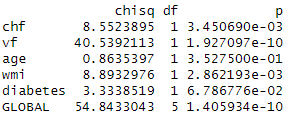 chisq df p
chf 8.5523895 1 3.450690e-03
vf 40.5392113 1 1.927097e-10
age 0.8635397 1 3.527500e-01
wmi 8.8932976 1 2.862193e-03
diabetes 3.3338519 1 6.786776e-02
GLOBAL 54.8433043 5 1.405934e-10